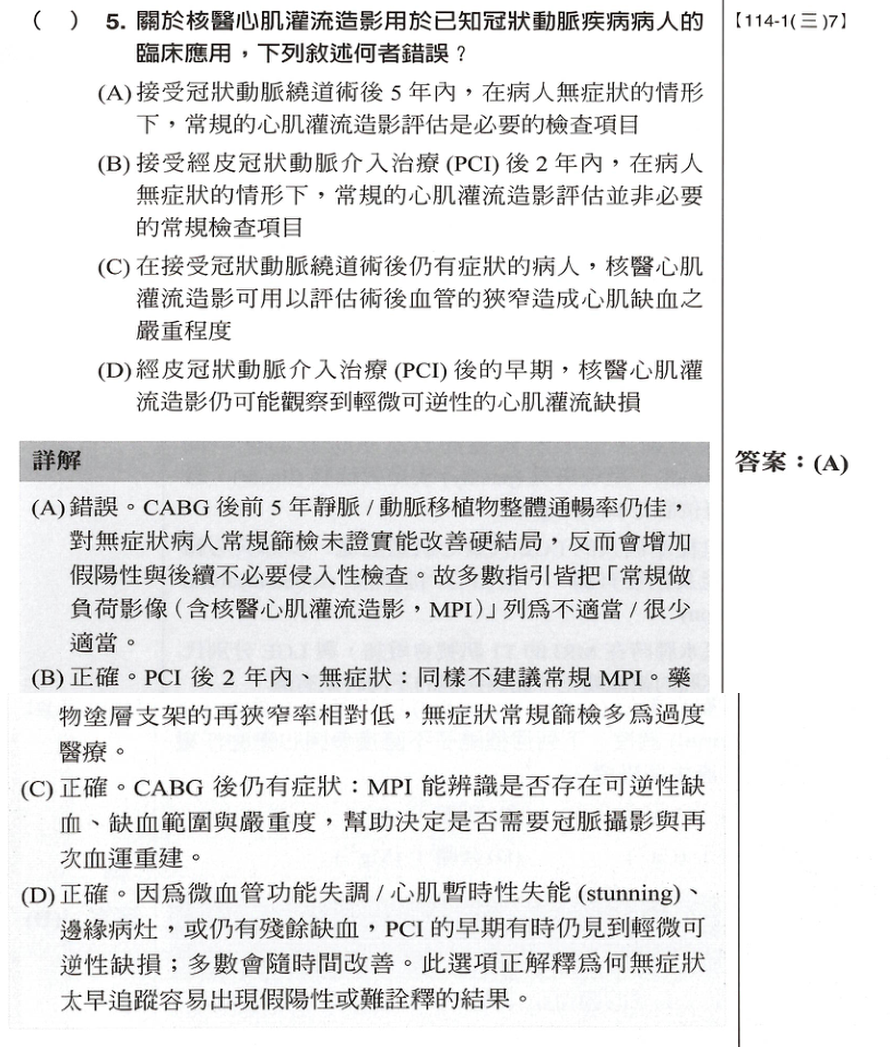 (　) 5. 關於核醫心肌灌流造影用於已知冠狀動脈疾病病人的
臨床應用，下列敘述何者錯誤？
【114-1(三)7】
(A) 接受冠狀動脈繞道術後 5 年內，在病人無症狀的情形
下，常規的心肌灌流造影評估是必要的檢查項目
(B) 接受經皮冠狀動脈介入治療 (PCI) 後 2 年內，在病人
無症狀的情形下，常規的心肌灌流造影評估並非必要
的常規檢查項目
(C) 在接受冠狀動脈繞道術後仍有症狀的病人，核醫心肌
灌流造影可用以評估術後血管的狹窄造成心肌缺血之
嚴重程度
(D) 經皮冠狀動脈介入治療 (PCI) 後的早期，核醫心肌灌
流造影仍可能觀察到輕微可逆性的心肌灌流缺損
詳解
答案：(A)
(A) 錯誤。CABG 後前 5 年靜脈 / 動脈移植物整體通暢率仍佳，
對無症狀病人常規篩檢未證實能改善硬結局，反而會增加
假陽性與後續不必要侵入性檢查。故多數指引皆把「常規做
負荷影像（含核醫心肌灌流造影，MPI）」列為不適當 / 很少
適當。
(B) 正確。PCI 後 2 年內、無症狀：同樣不建議常規 MPI。藥
物塗層支架的再狹窄率相對低，無症狀常規篩檢多為過度
醫療。
(C) 正確。CABG 後仍有症狀：MPI 能辨識是否存在可逆性缺
血、缺血範圍與嚴重度，幫助決定是否需要冠脈攝影與再
次血運重建。
(D) 正確。因為微血管功能失調 / 心肌暫時性失能 (stunning)、
邊緣病灶，或仍有殘餘缺血，PCI 的早期有時仍見到輕微可
逆性缺損；多數會隨時間改善。此選項正解釋為何無症狀
太早追蹤容易出現假陽性或難詮釋的結果。